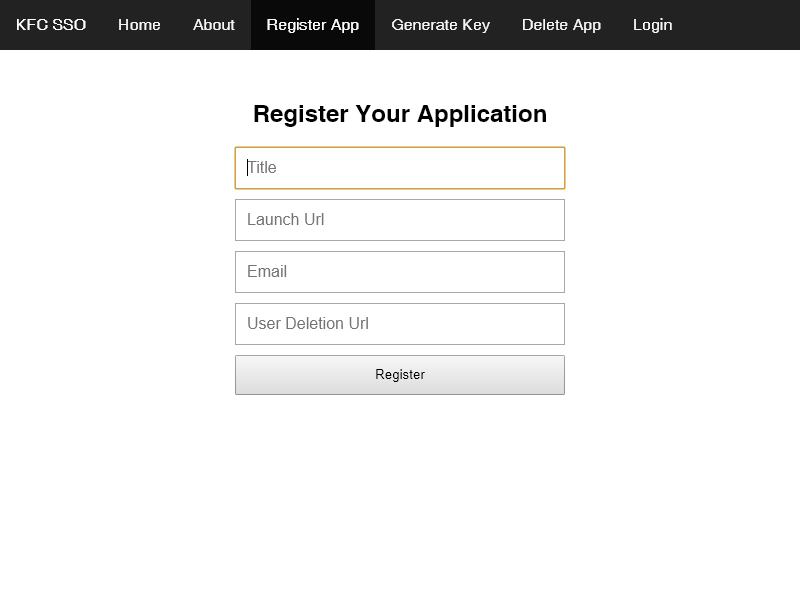 KFC SSO Home About Register App Generate Key Delete App Login
Register Your Application
Title
Launch Url
Email
User Deletion Url
Register